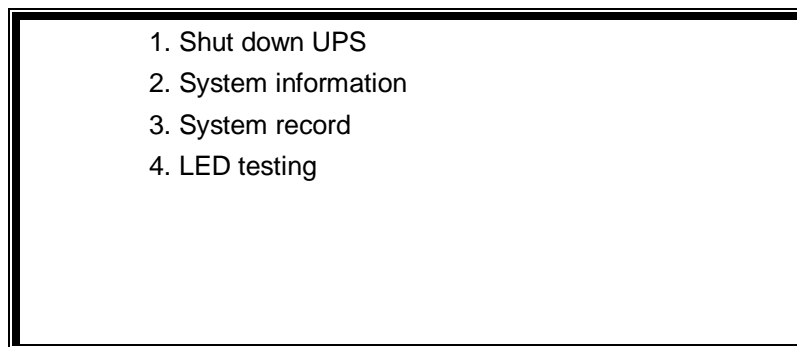 1. Shut down UPS
2. System information
3. System record
4. LED testing